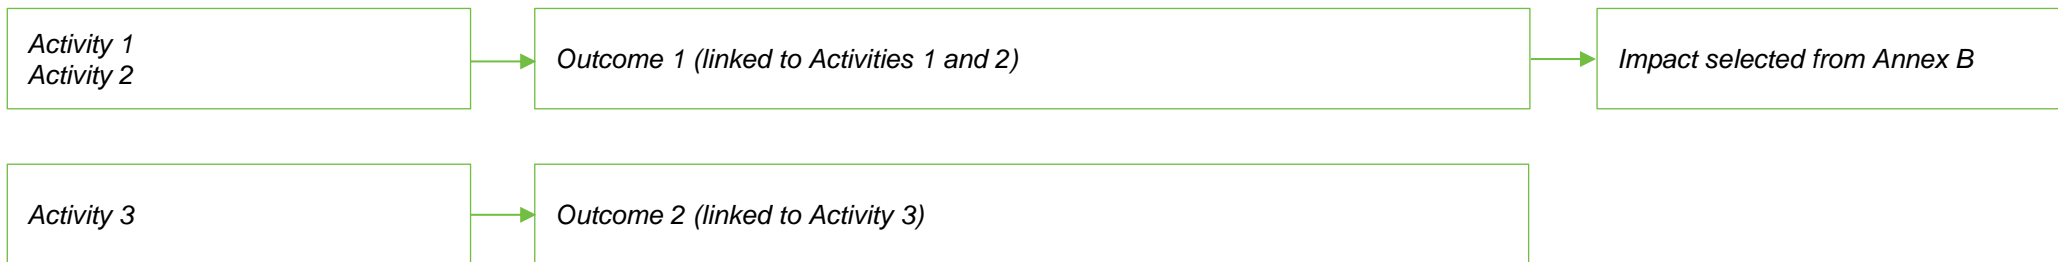 Activity 1
Activity 2
Outcome 1 (linked to Activities 1 and 2)
Impact selected from Annex B
Activity 3
Outcome 2 (linked to Activity 3)